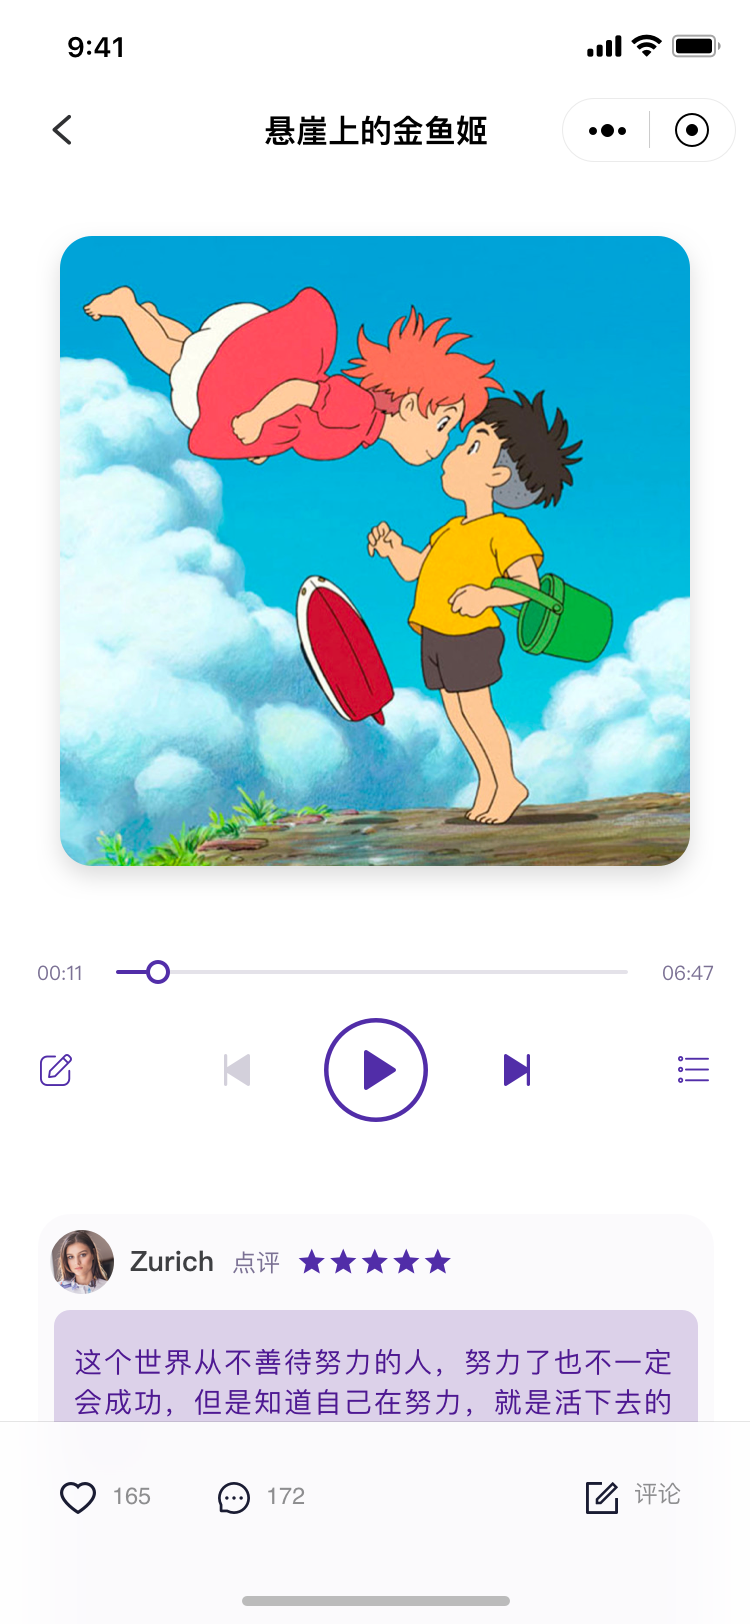 9:41
悬崖上的金鱼姬
00:11
06:47
Zurich 点评
这个世界从不善待努力的人，努力了也不一定
会成功，但是知道自己在努力，就是活下去的
165
172
评论